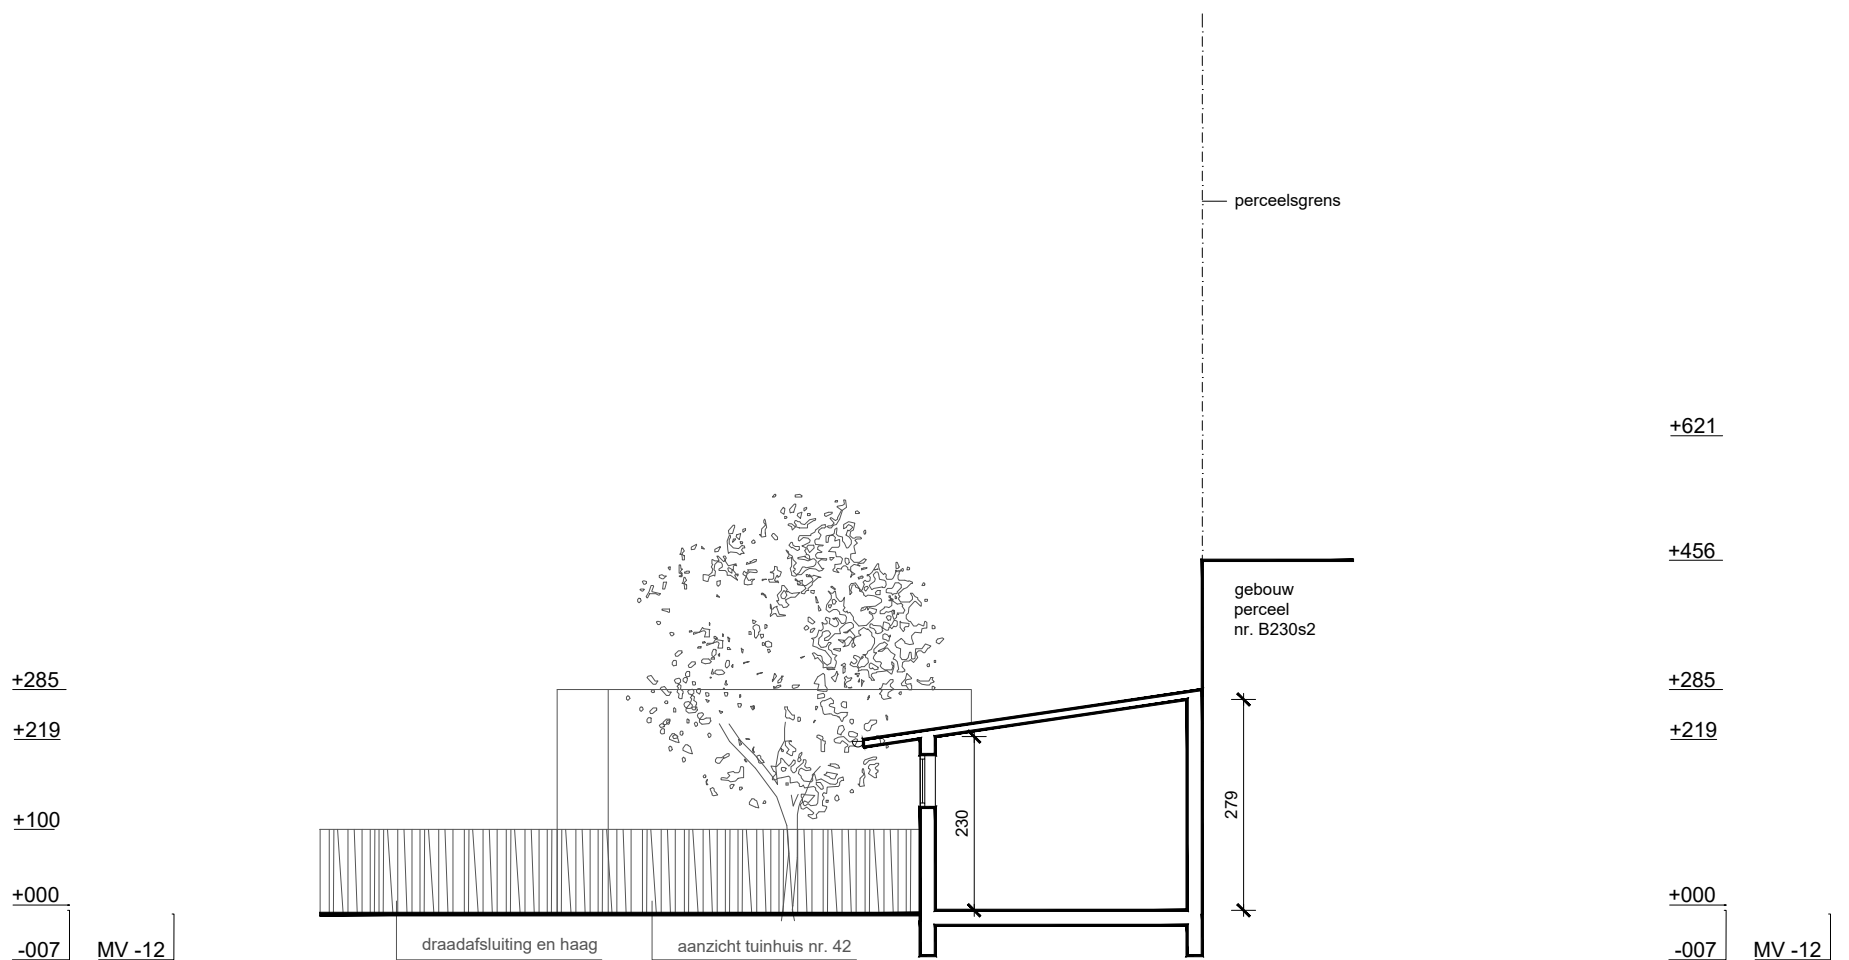 perceelsgrens
+621
+456
gebouw
perceel
nr. B230s2
+285
+285
+219
+219
279
230
+100
+000
+000
draadafsluiting en haag
aanzicht tuinhuis nr. 42
-007
MV -12
-007
MV -12